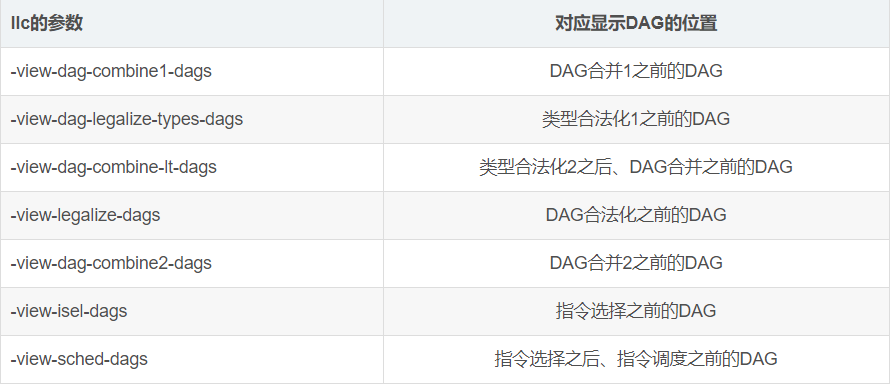 llc的参数 对应显示DAG的位置
-view-dag-combine1-dags DAG合并1之前的DAG
-view-dag-legalize-types-dags 类型合法化1之前的DAG
-view-dag-combine-lt-dags 类型合法化2之后、DAG合并之前的DAG
-view-legalize-dags DAG合法化之前的DAG
-view-dag-combine2-dags DAG合并2之前的DAG
-view-isel-dags 指令选择之前的DAG
-view-sched-dags 指令选择之后、指令调度之前的DAG